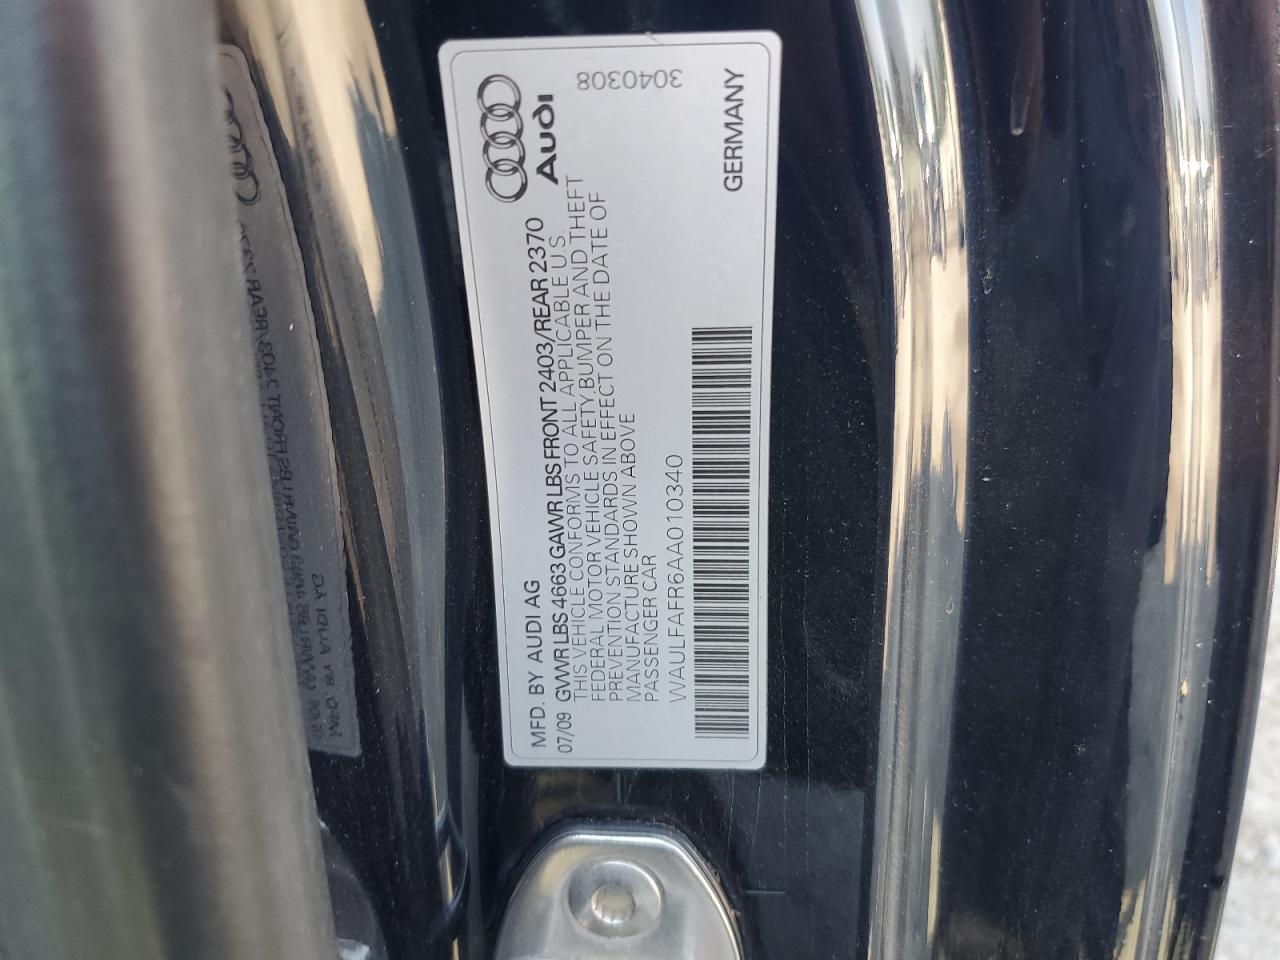 MFD. BY AUDI AG
Audi
07/09 GVWR LBS 4663 GAWR LBS FRONT 2403/REAR 2370
THIS VEHICLE CONFORMS TO ALL APPLICABLE U.S.
FEDERAL MOTOR VEHICLE SAFETY,BUMPER AND THEFT
PREVENTION STANDARDS IN EFFECT ON THE DATE OF
MANUFACTURE SHOWN ABOVE
PASSENGER CAR
WAULFAFR6AA010340
GERMANY
3040308